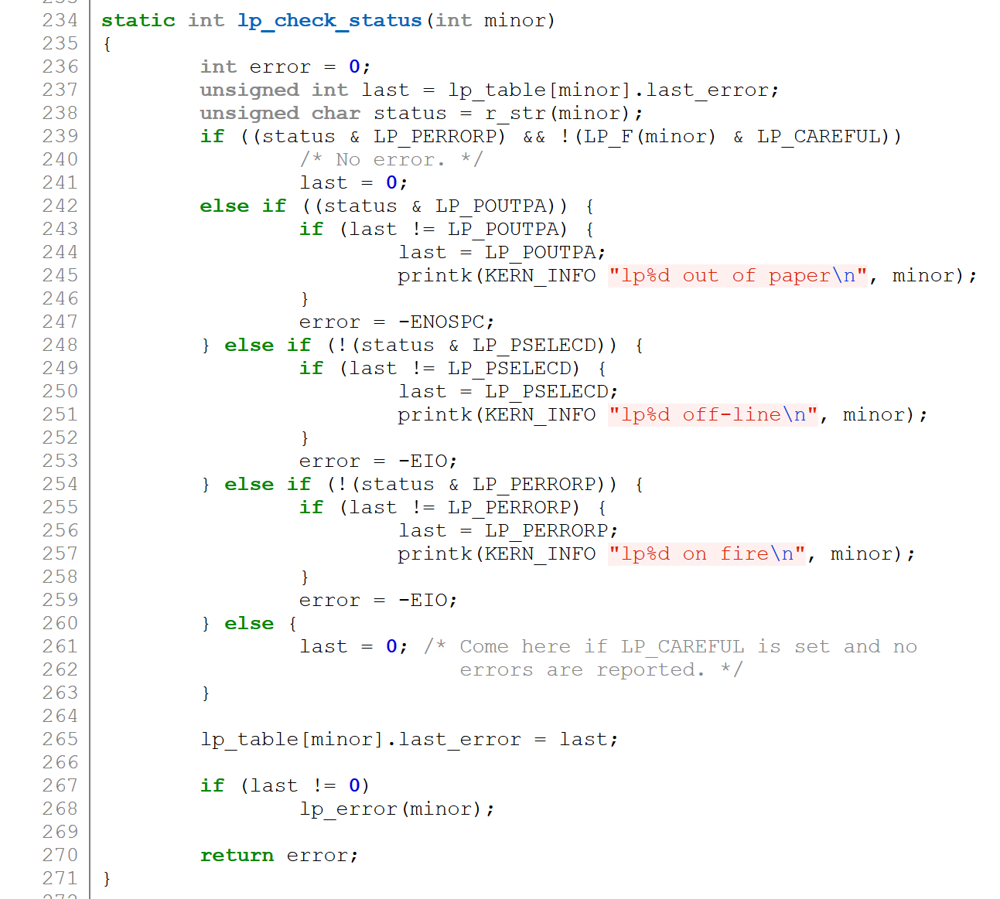 234 static int lp_check_status(int minor)
235 {
236         int error = 0;
237         unsigned int last = lp_table[minor].last_error;
238         unsigned char status = r_str(minor);
239         if ((status & LP_PERRORP) && !(LP_F(minor) & LP_CAREFUL))
240                 /* No error. */
241                 last = 0;
242         else if ((status & LP_POUTPA)) {
243                 if (last != LP_POUTPA) {
244                         last = LP_POUTPA;
245                         printk(KERN_INFO "lp%d out of paper\n", minor);
246                 }
247                 error = -ENOSPC;
248         } else if (!(status & LP_PSELECD)) {
249                 if (last != LP_PSELECD) {
250                         last = LP_PSELECD;
251                         printk(KERN_INFO "lp%d off-line\n", minor);
252                 }
253                 error = -EIO;
254         } else if (!(status & LP_PERRORP)) {
255                 if (last != LP_PERRORP) {
256                         last = LP_PERRORP;
257                         printk(KERN_INFO "lp%d on fire\n", minor);
258                 }
259                 error = -EIO;
260         } else {
261                 last = 0; /* Come here if LP_CAREFUL is set and no
262                              errors are reported. */
263         }
264
265         lp_table[minor].last_error = last;
266
267         if (last != 0)
268                 lp_error(minor);
269
270         return error;
271 }